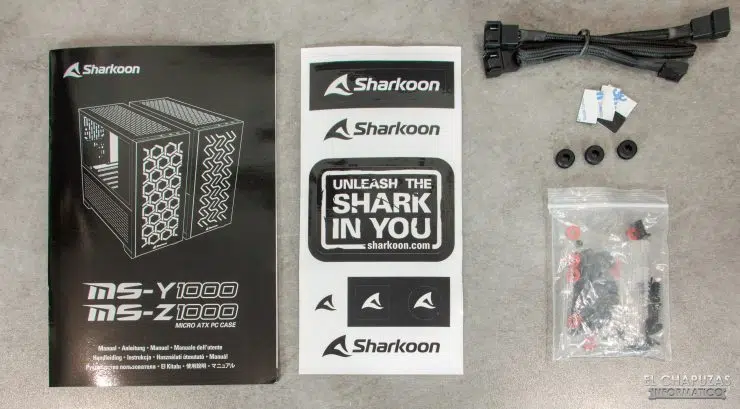 Sharkoon
MS-Y1000
MS-Z1000
MICRO ATX PC CASE
Manual • Anleitung • Manuel • Manuale dell'utente
Handleiding • Instrukcja • Használati útmutató • Manuál
Руководство пользователя • El Kitabı • 使用說明 • マニュアル
Sharkoon
Sharkoon
UNLEASH THE
SHARK
IN YOU
sharkoon.com
Sharkoon
EL CHAPUZAS
INFORMÁTICO